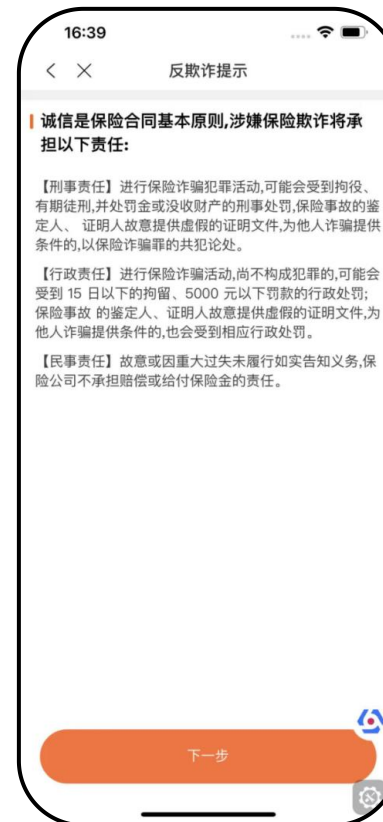 16:39
反欺诈提示
诚信是保险合同基本原则,涉嫌保险欺诈将承
担以下责任:
【刑事责任】进行保险诈骗犯罪活动,可能会受到拘役、
有期徒刑,并处罚金或没收财产的刑事处罚,保险事故的鉴
定人、 证明人故意提供虚假的证明文件,为他人诈骗提供
条件的,以保险诈骗罪的共犯论处。
【行政责任】进行保险诈骗活动,尚不构成犯罪的,可能会
受到 15 日以下的拘留、5000 元以下罚款的行政处罚;
保险事故 的鉴定人、证明人故意提供虚假的证明文件,为
他人诈骗提供条件的,也会受到相应行政处罚。
【民事责任】故意或因重大过失未履行如实告知义务,保
险公司不承担赔偿或给付保险金的责任。
下一步